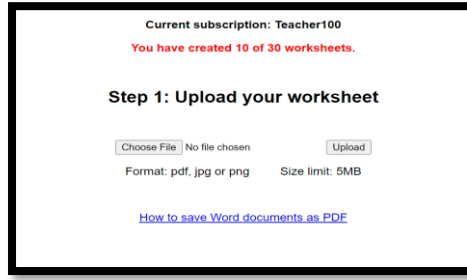 Current subscription: Teacher100
You have created 10 of 30 worksheets.
Step 1: Upload your worksheet
Choose File No file chosen Upload
Format: pdf, jpg or png Size limit: 5MB
How to save Word documents as PDF